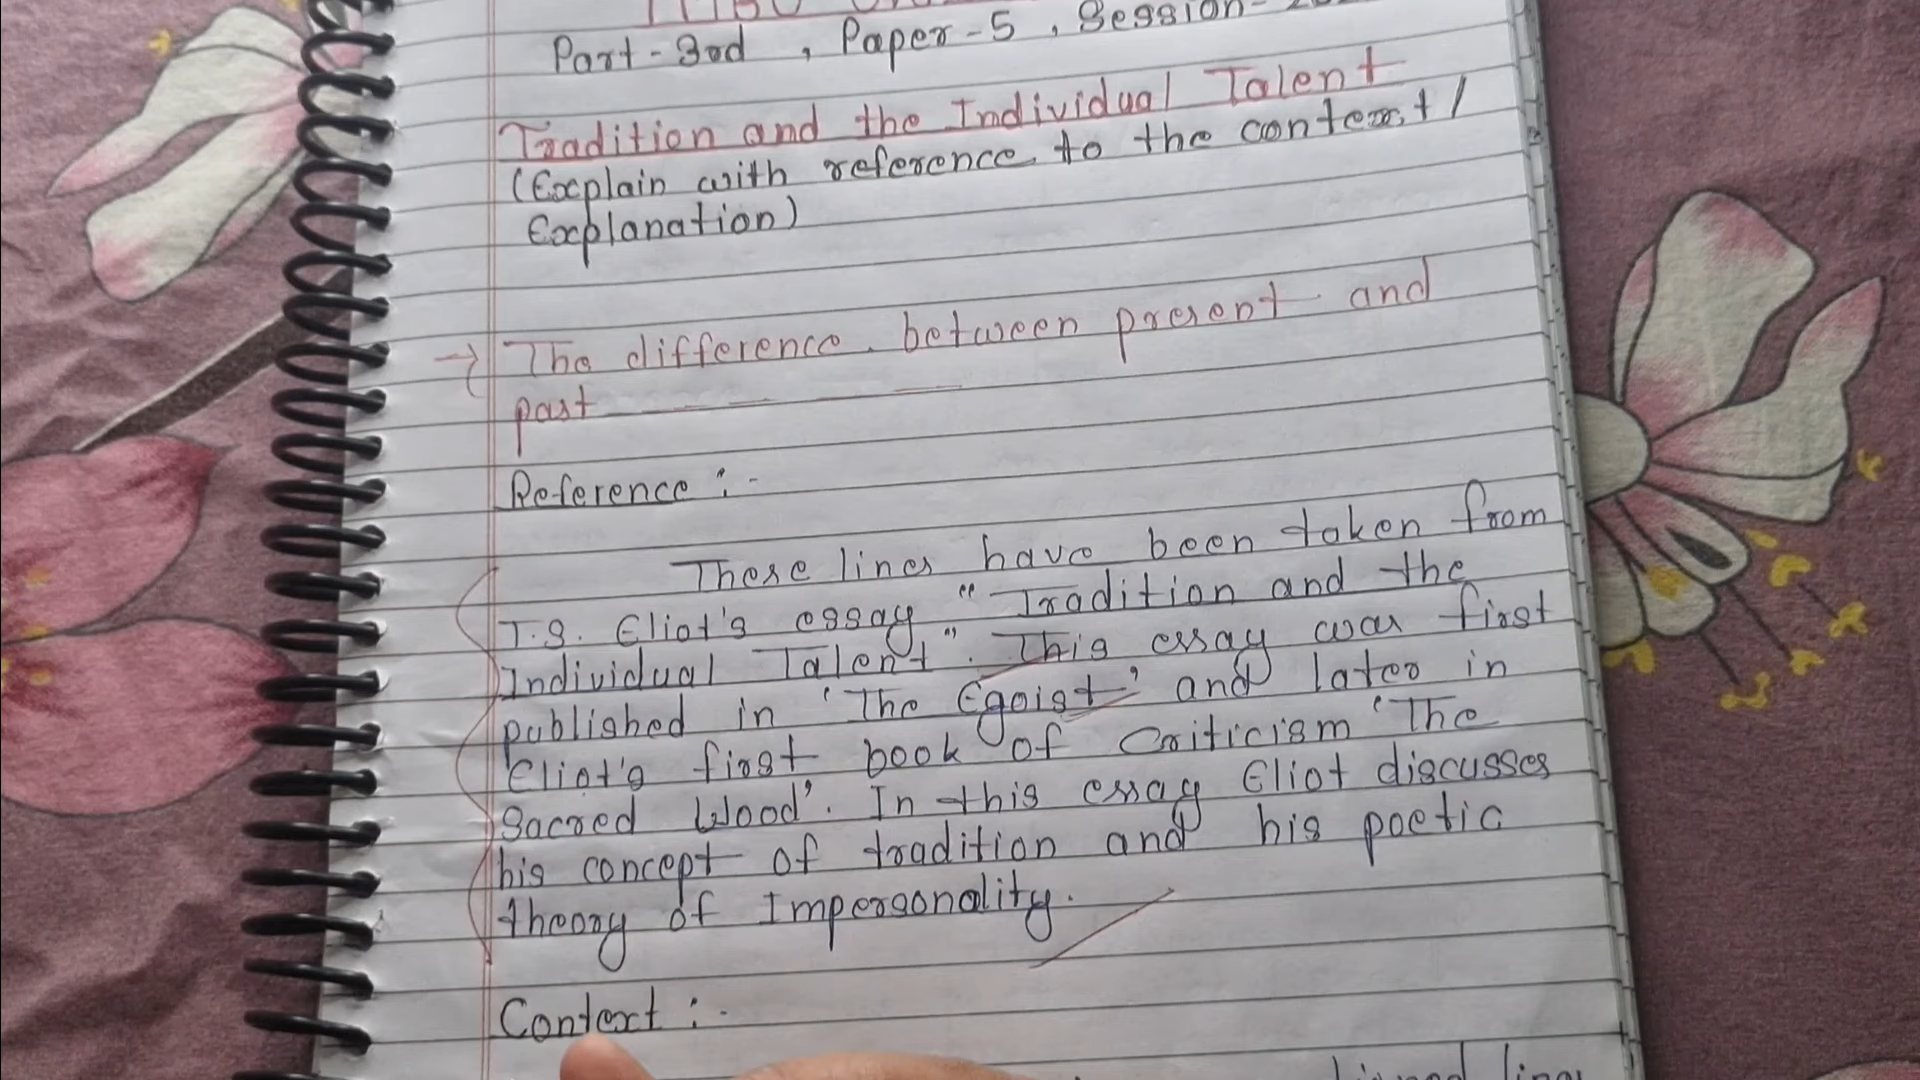 Part - 3rd , Paper - 5 , Session -
Tradition and the Individual Talent
(Explain with reference to the context /
Explanation)
→ The difference between present and
past
Reference :-
These lines have been taken from
T.S. Eliot's essay "Tradition and the
Individual Talent". This essay was first
published in 'The Egoist' and later in
Eliot's first book of Criticism 'The
Sacred Wood'. In this essay Eliot discusses
his concept of tradition and his poetic
theory of Impersonality.
Context :-
lines